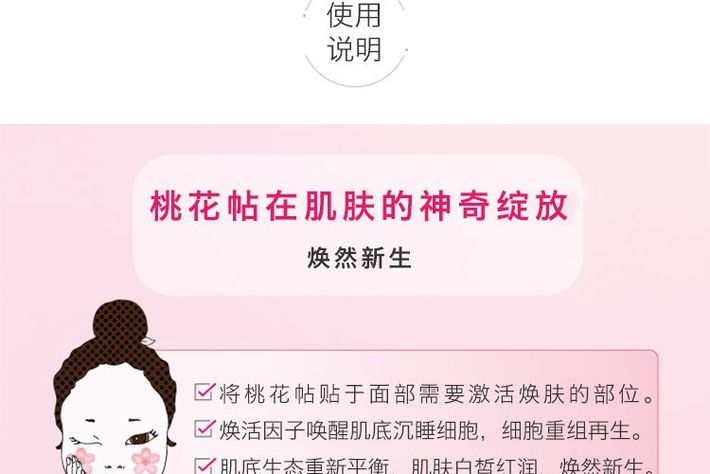 使用
说明
桃花帖在肌肤的神奇绽放
焕然新生
将桃花帖贴于面部需要激活焕肤的部位。
焕活因子唤醒肌底沉睡细胞，细胞重组再生。
肌底生态重新平衡、肌肤白皙红润、焕然新生。